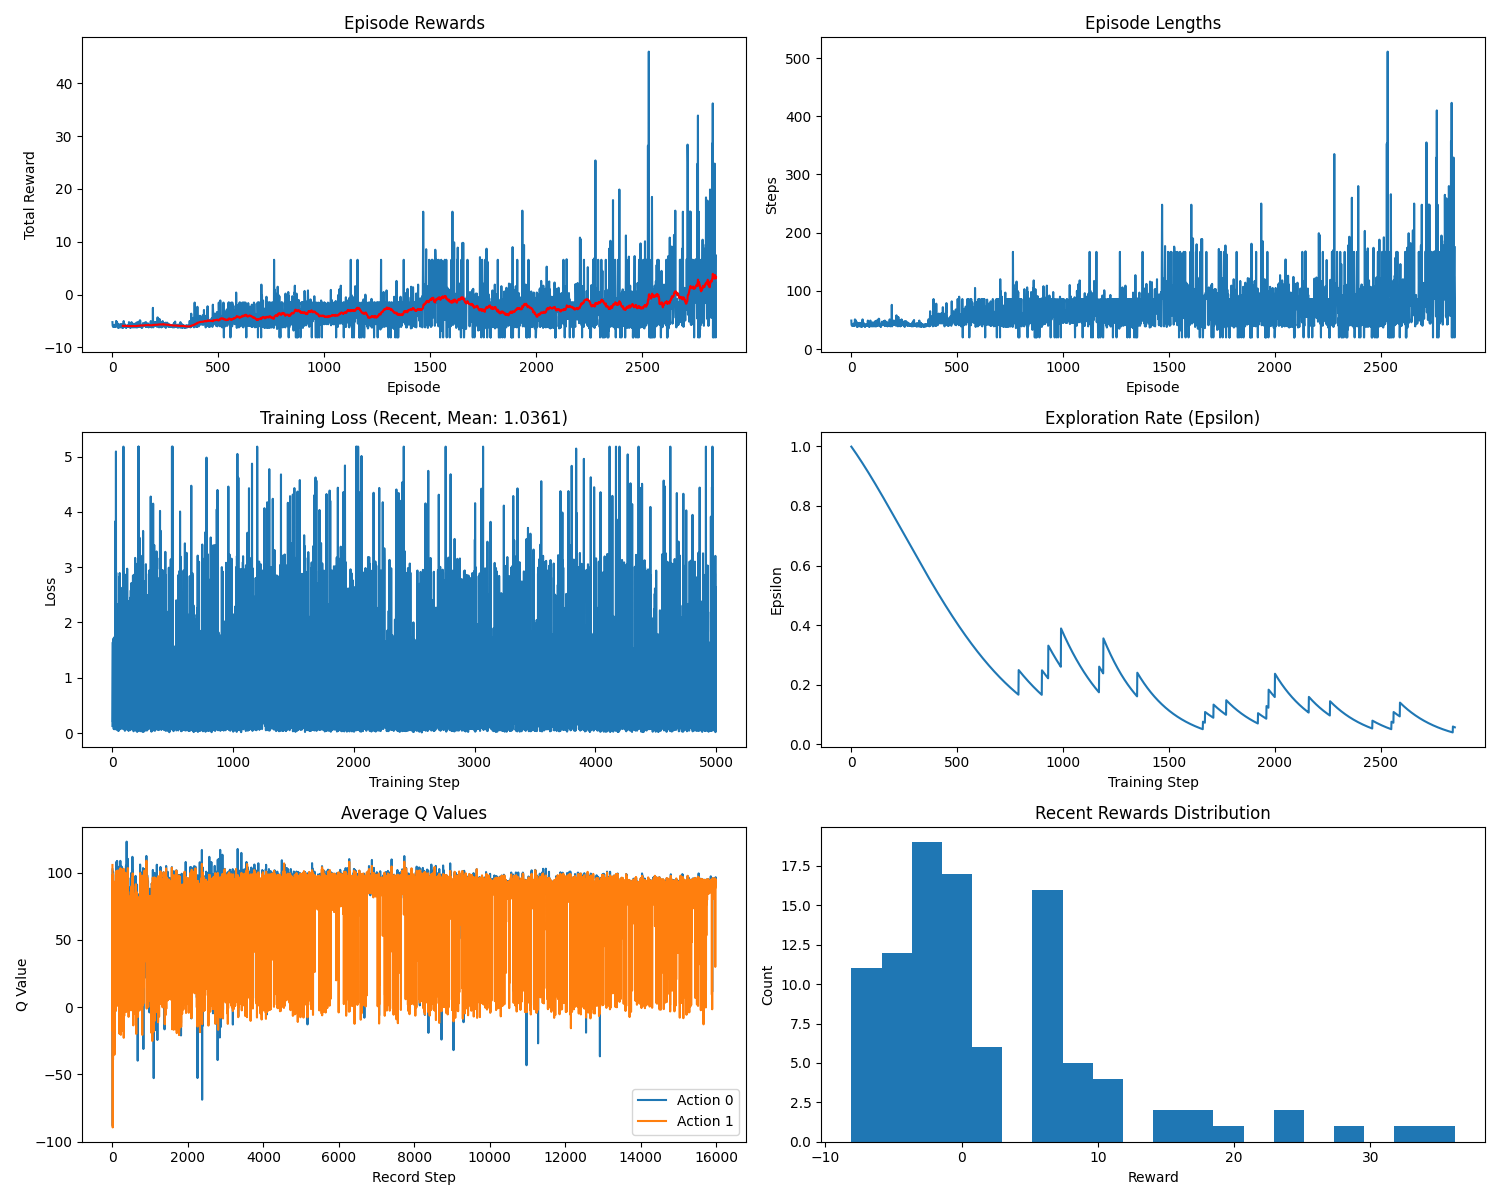 Episode Rewards
Total Reward
40
30
20
10
0
−10
0 500 1000 1500 2000 2500
Episode
Episode Lengths
Steps
500
400
300
200
100
0
0 500 1000 1500 2000 2500
Episode
Training Loss (Recent, Mean: 1.0361)
Loss
5
4
3
2
1
0
0 1000 2000 3000 4000 5000
Training Step
Exploration Rate (Epsilon)
Epsilon
1.0
0.8
0.6
0.4
0.2
0.0
0 500 1000 1500 2000 2500
Training Step
Average Q Values
Q Value
100
50
0
−50
−100
0 2000 4000 6000 8000 10000 12000 14000 16000
Record Step
Action 0
Action 1
Recent Rewards Distribution
Count
17.5
15.0
12.5
10.0
7.5
5.0
2.5
0.0
−10 0 10 20 30
Reward